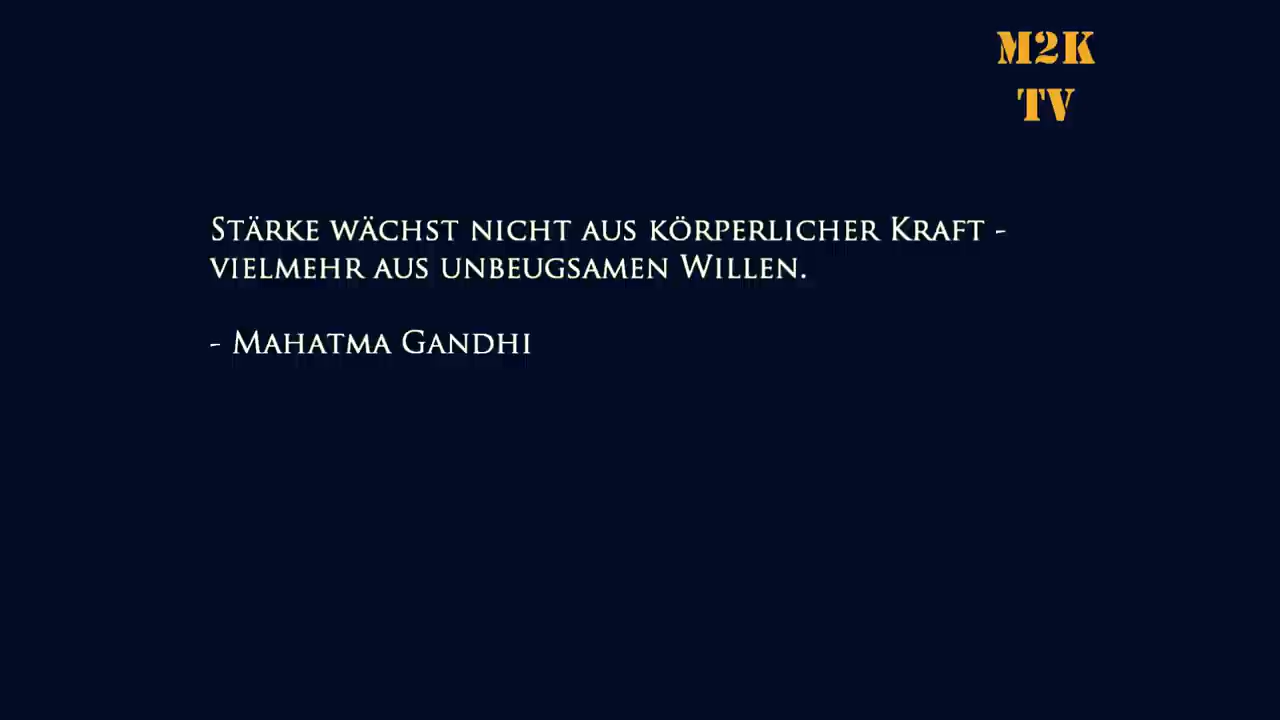 M2K
TV
Stärke wächst nicht aus körperlicher Kraft -
vielmehr aus unbeugsamen Willen.
- Mahatma Gandhi